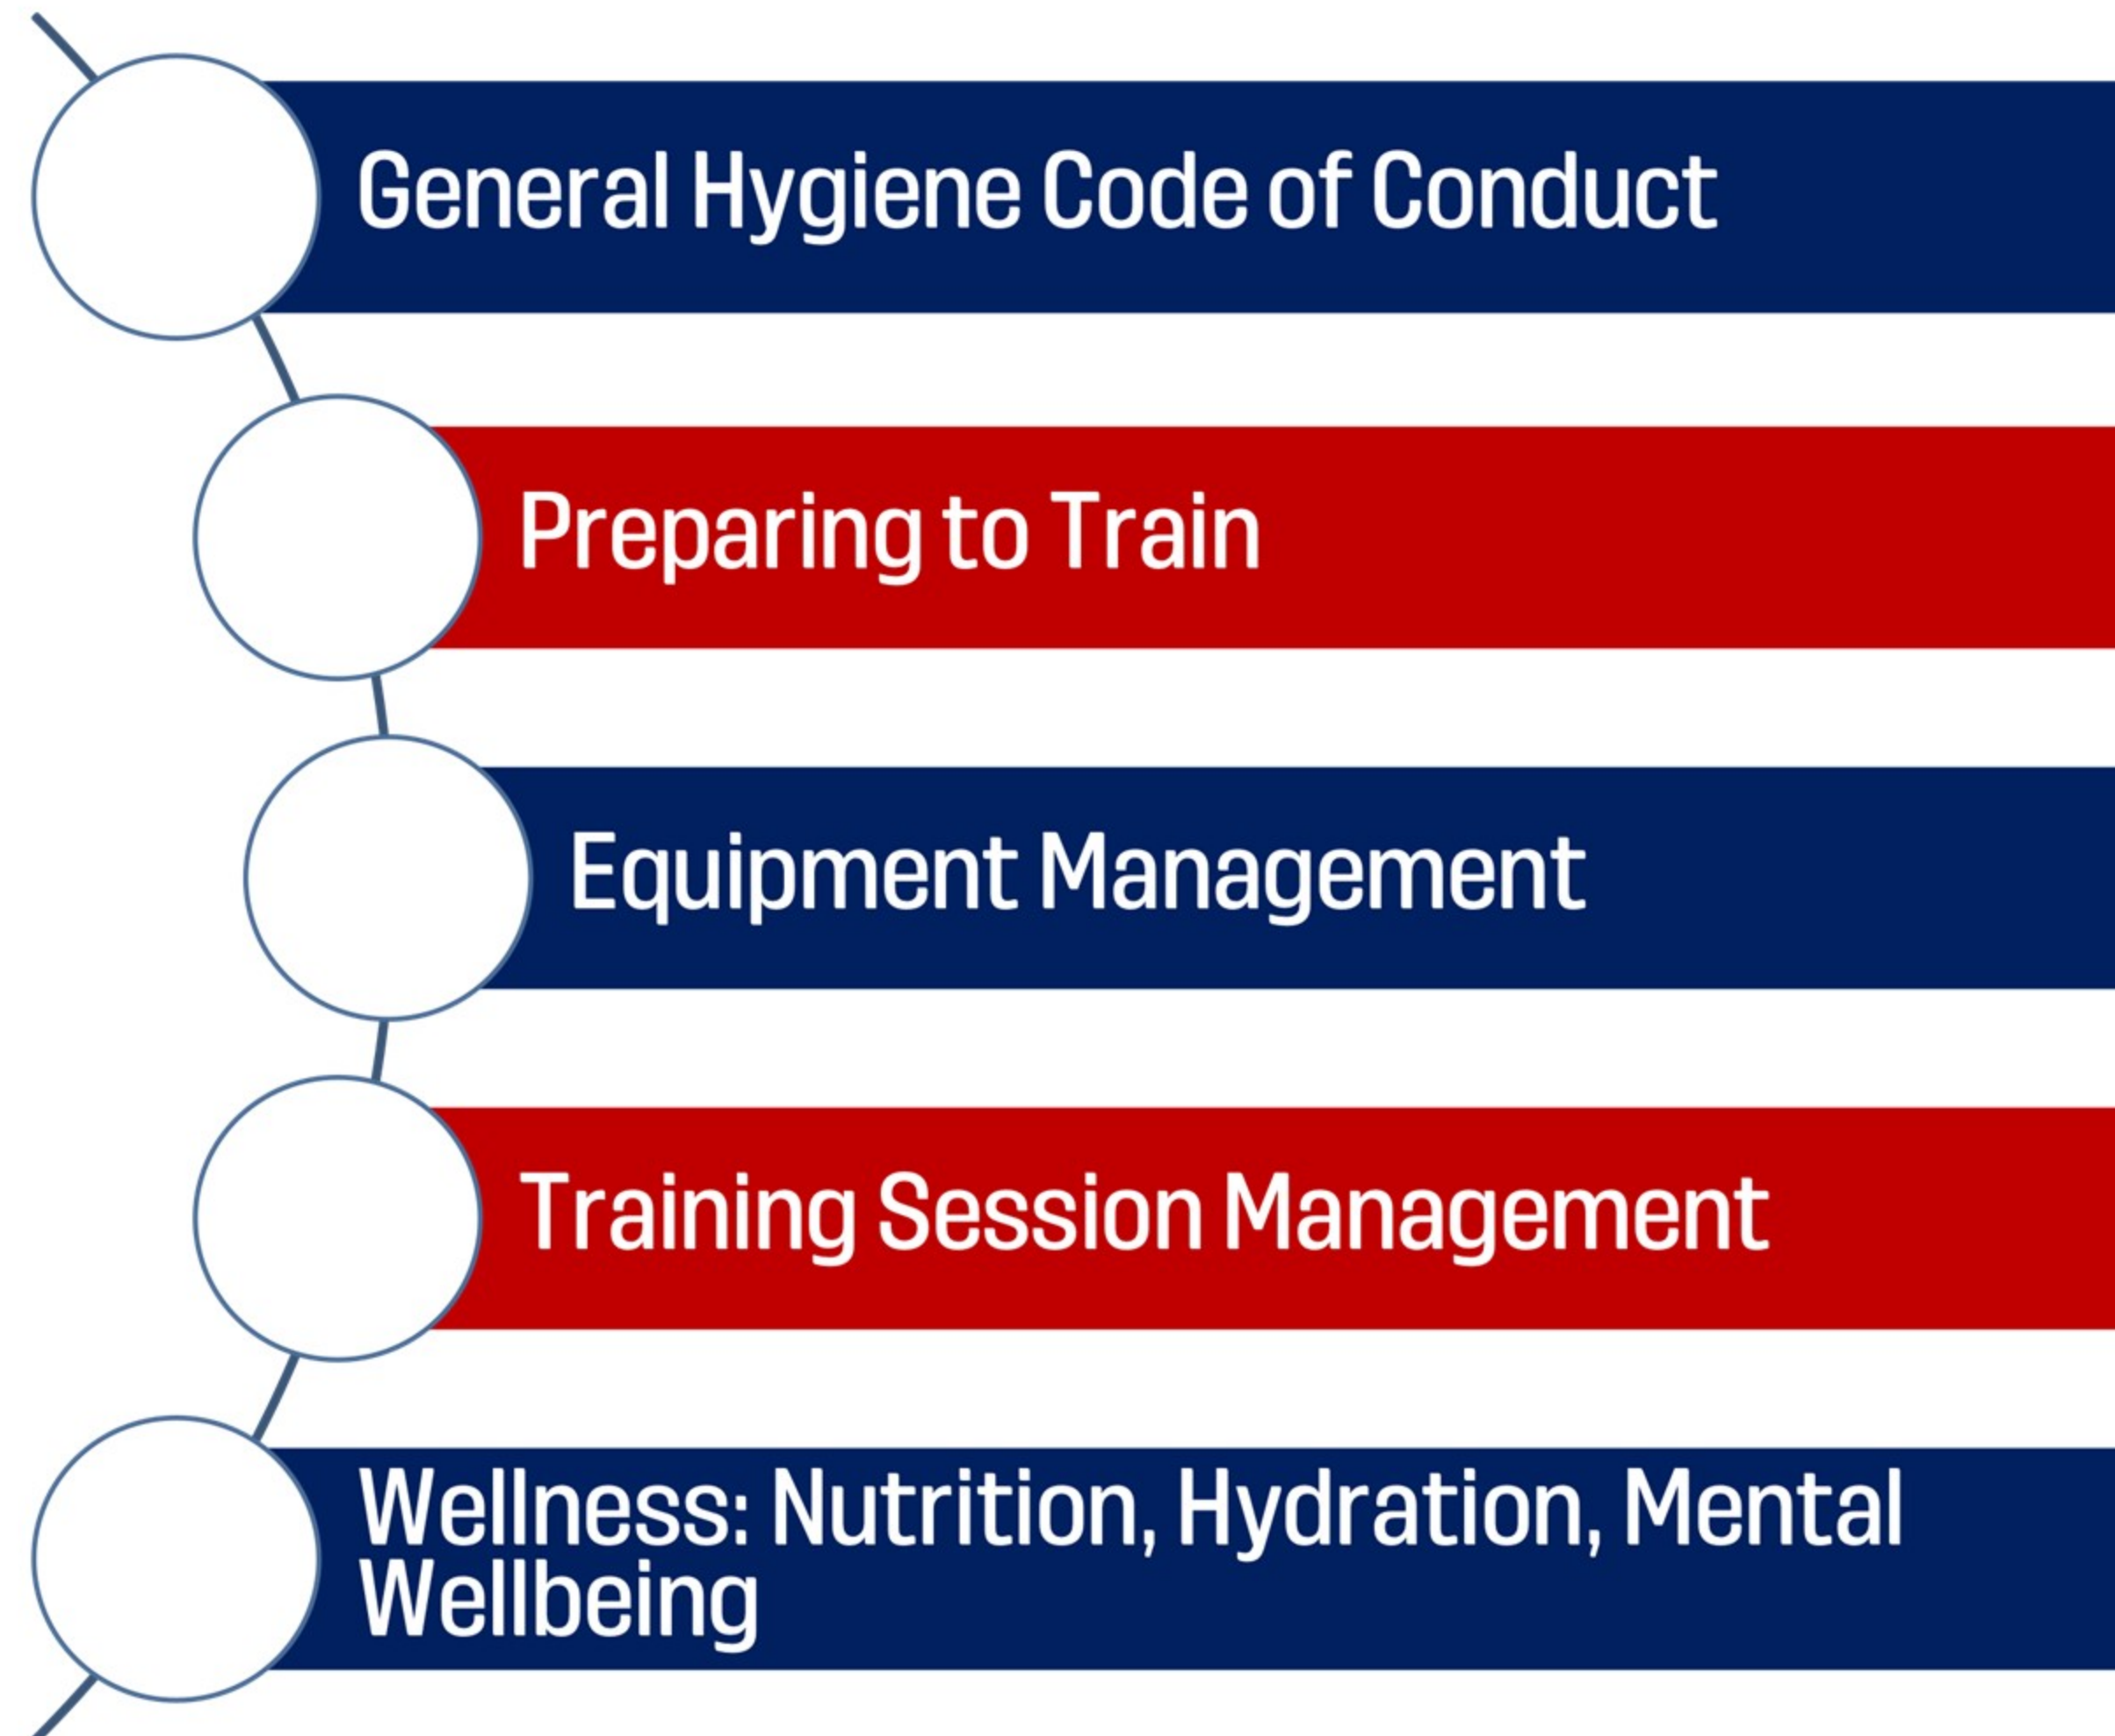 General Hygiene Code of Conduct
Preparing to Train
Equipment Management
Training Session Management
Wellness: Nutrition, Hydration, Mental
Wellbeing